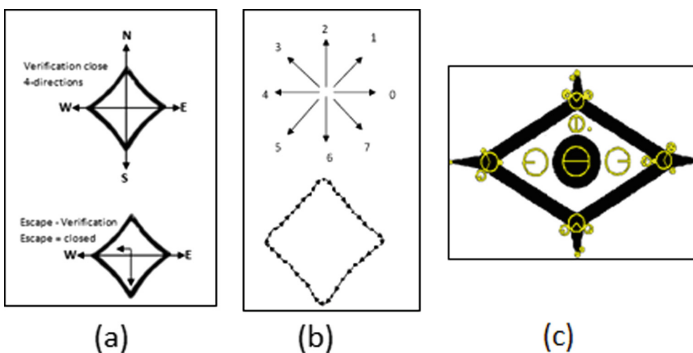 N
Verification close
4-directions
W
E
S
Escape - Verification
Escape = closed
W
E
2
3
1
4
0
5
7
6
(a)
(b)
(c)